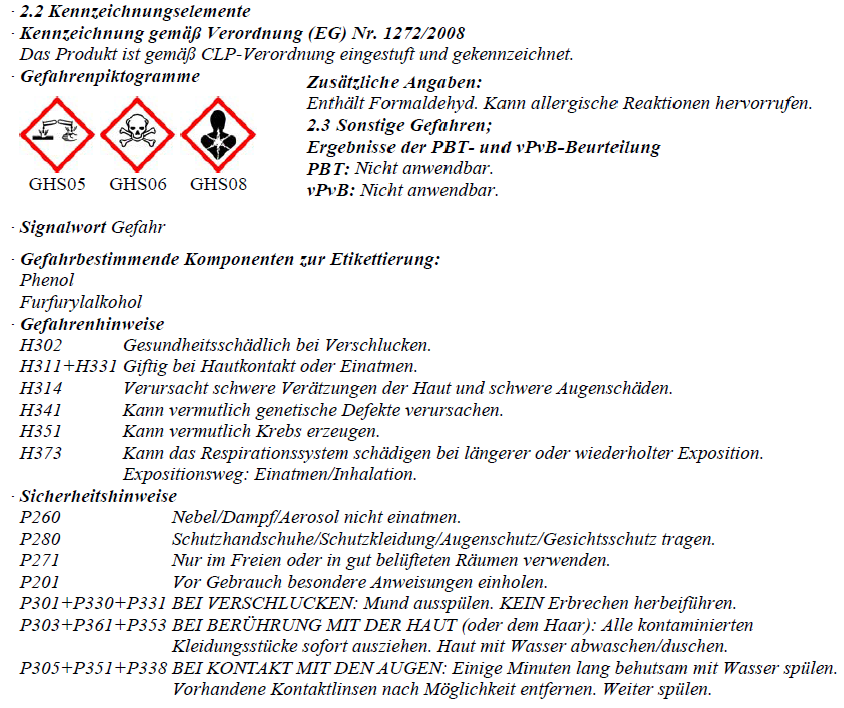 · 2.2 Kennzeichnungselemente
· Kennzeichnung gemäß Verordnung (EG) Nr. 1272/2008
Das Produkt ist gemäß CLP-Verordnung eingestuft und gekennzeichnet.
· Gefahrenpiktogramme
GHS05 GHS06 GHS08
Zusätzliche Angaben:
Enthält Formaldehyd. Kann allergische Reaktionen hervorrufen.
2.3 Sonstige Gefahren;
Ergebnisse der PBT- und vPvB-Beurteilung
PBT: Nicht anwendbar.
vPvB: Nicht anwendbar.
· Signalwort Gefahr
· Gefahrbestimmende Komponenten zur Etikettierung:
Phenol
Furfurylalkohol
· Gefahrenhinweise
H302 Gesundheitsschädlich bei Verschlucken.
H311+H331 Giftig bei Hautkontakt oder Einatmen.
H314 Verursacht schwere Verätzungen der Haut und schwere Augenschäden.
H341 Kann vermutlich genetische Defekte verursachen.
H351 Kann vermutlich Krebs erzeugen.
H373 Kann das Respirationssystem schädigen bei längerer oder wiederholter Exposition.
Expositionsweg: Einatmen/Inhalation.
· Sicherheitshinweise
P260 Nebel/Dampf/Aerosol nicht einatmen.
P280 Schutzhandschuhe/Schutzkleidung/Augenschutz/Gesichtsschutz tragen.
P271 Nur im Freien oder in gut belüfteten Räumen verwenden.
P201 Vor Gebrauch besondere Anweisungen einholen.
P301+P330+P331 BEI VERSCHLUCKEN: Mund ausspülen. KEIN Erbrechen herbeiführen.
P303+P361+P353 BEI BERÜHRUNG MIT DER HAUT (oder dem Haar): Alle kontaminierten
Kleidungsstücke sofort ausziehen. Haut mit Wasser abwaschen/duschen.
P305+P351+P338 BEI KONTAKT MIT DEN AUGEN: Einige Minuten lang behutsam mit Wasser spülen.
Vorhandene Kontaktlinsen nach Möglichkeit entfernen. Weiter spülen.